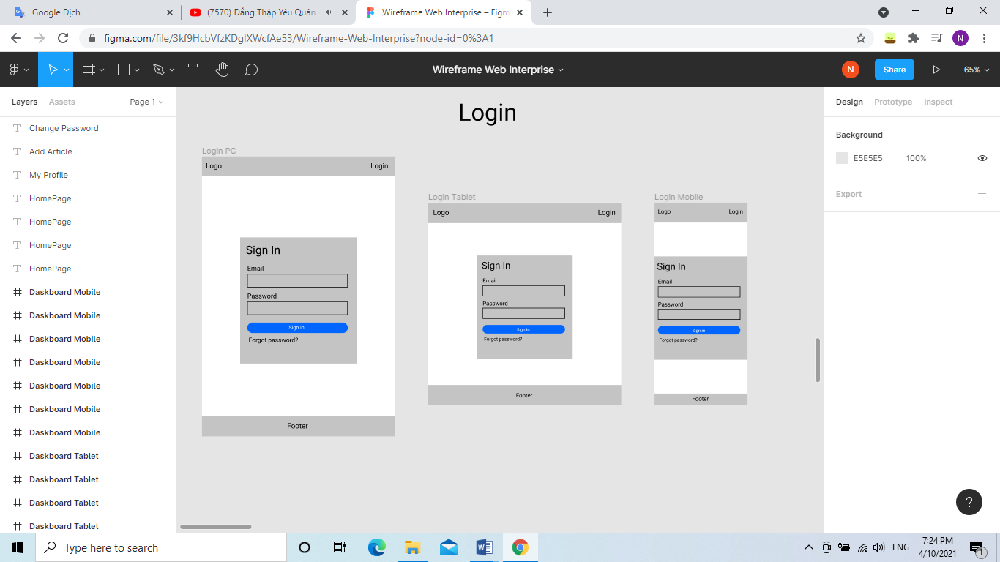 Google Dịch
(7570) Đắng Thập Yêu Quân
Wireframe Web Interprise – Figm
figma.com/file/3kf9HcbVfzKDglXWcfAe53/Wireframe-Web-Interprise?node-id=0%3A1
N
Wireframe Web Interprise
N
Share
65%
Layers
Assets
Page 1
Change Password
Add Article
My Profile
HomePage
HomePage
HomePage
HomePage
Daskboard Mobile
Daskboard Mobile
Daskboard Mobile
Daskboard Mobile
Daskboard Mobile
Daskboard Mobile
Daskboard Mobile
Daskboard Tablet
Daskboard Tablet
Daskboard Tablet
Daskboard Tablet
Login
Login PC
Logo
Login
Sign In
Email
Password
Sign in
Forgot password?
Footer
Login Tablet
Logo
Login
Sign In
Email
Password
Sign in
Forgot password?
Footer
Login Mobile
Logo
Login
Sign In
Email
Password
Sign in
Forgot password?
Footer
Design
Prototype
Inspect
Background
E5E5E5
100%
Export
?
Type here to search
ENG
7:24 PM
4/10/2021
1